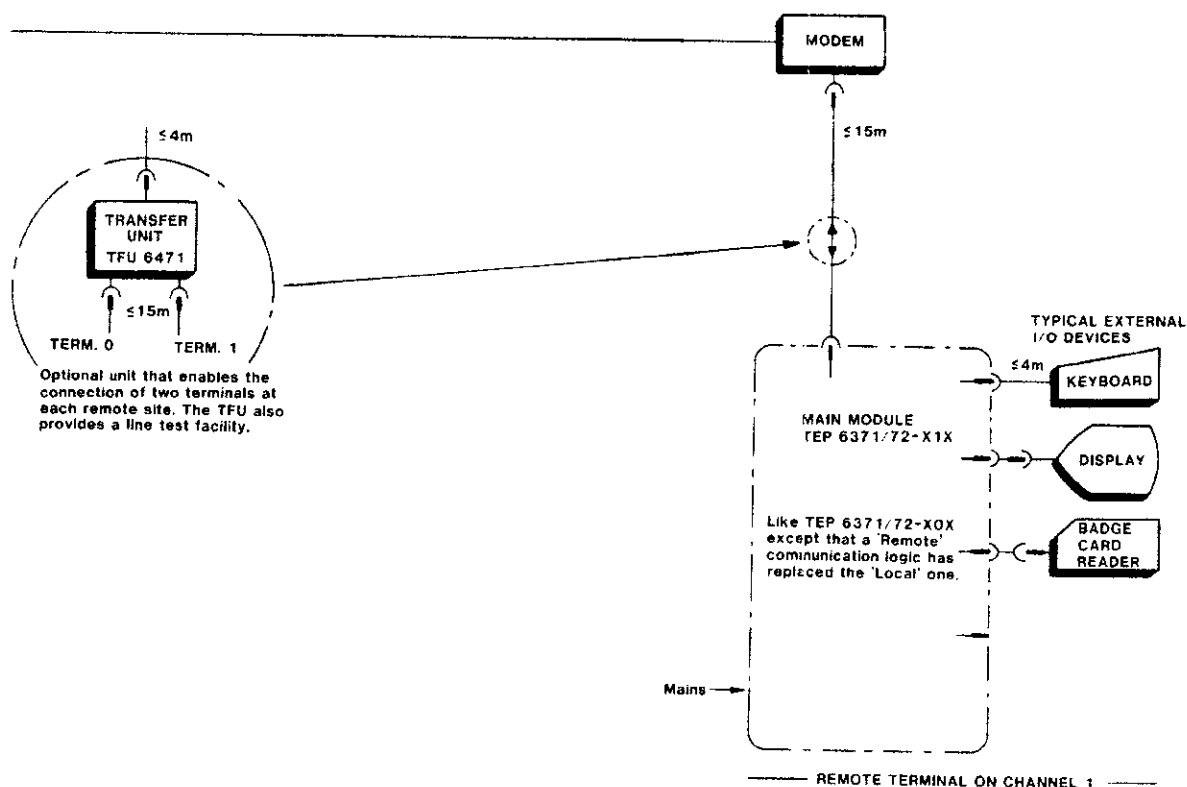 MODEM
≤15m
≤4m
TRANSFER
UNIT
TFU 6471
≤15m
TERM. 0
TERM. 1
Optional unit that enables the
connection of two terminals at
each remote site. The TFU also
provides a line test facility.
TYPICAL EXTERNAL
I/O DEVICES
≤4m
KEYBOARD
MAIN MODULE
TEP 6371/72-X1X
DISPLAY
Like TEP 6371/72-X0X
except that a 'Remote'
communication logic has
replaced the 'Local' one.
BADGE
CARD
READER
Mains
REMOTE TERMINAL ON CHANNEL 1